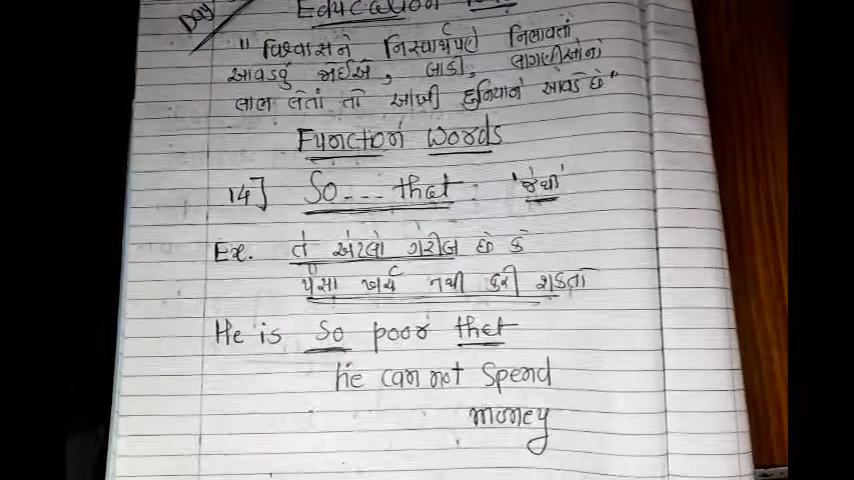 Day
Education
" વિશ્વાસને નિસ્વાર્થપણે નિભાવતાં
આવડવું જોઈએ, બાકી, લાગણીઓનો
લાભ લેતાં તો આખી દુનિયાને આવડે છે"
Function Words
14] So --- that : 'જેથી'
Ex. તે એટલો ગરીબ છે કે
પૈસા ખર્ચ નથી કરી શકતો
He is so poor that
he can not Spend
money